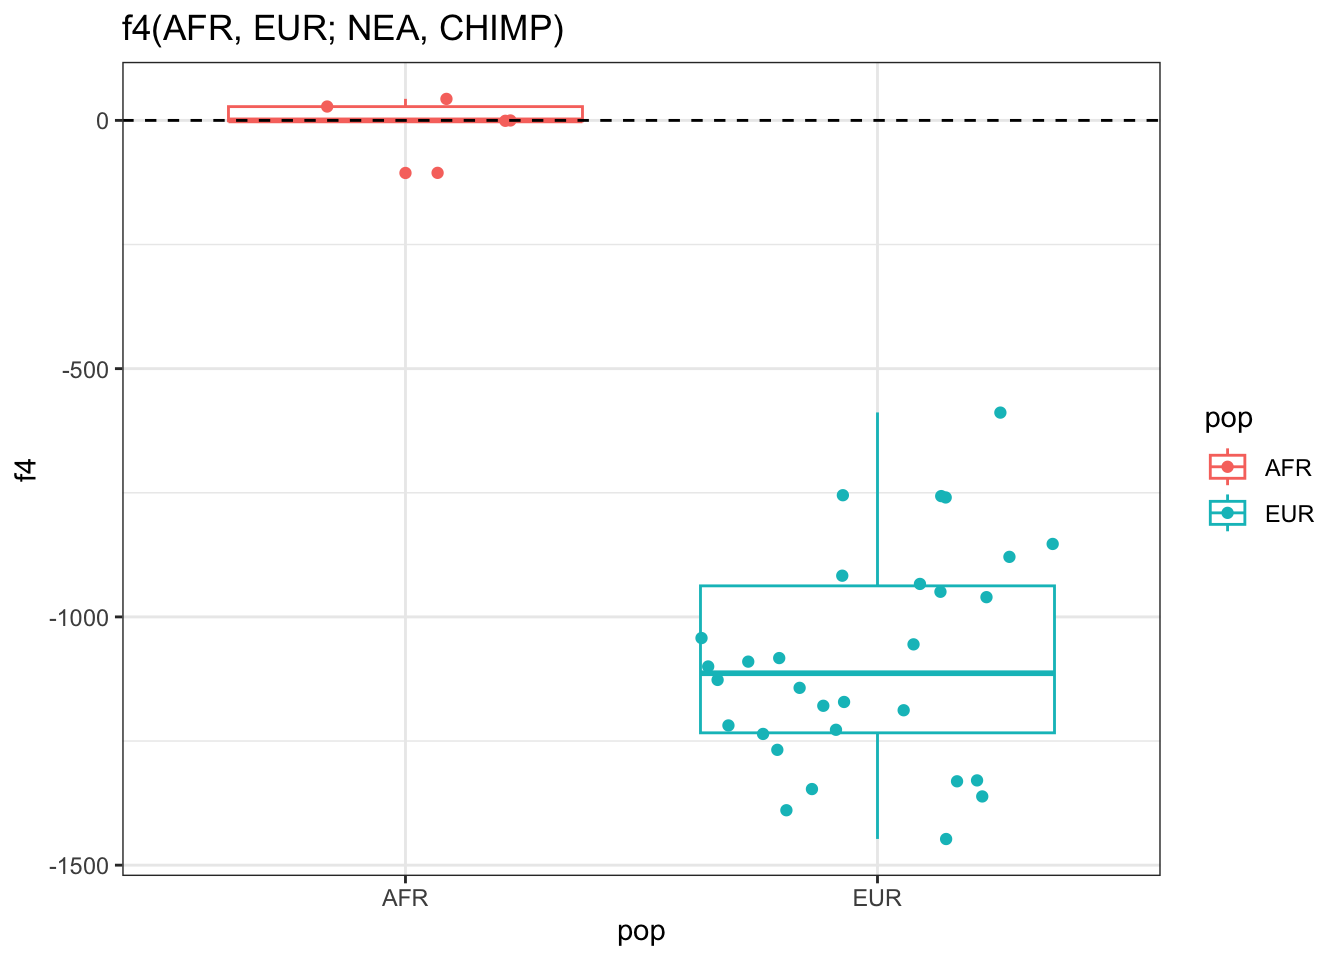 f4(AFR, EUR; NEA, CHIMP)
0
-500
-1000
-1500
f4
AFR
EUR
pop
pop
AFR
EUR